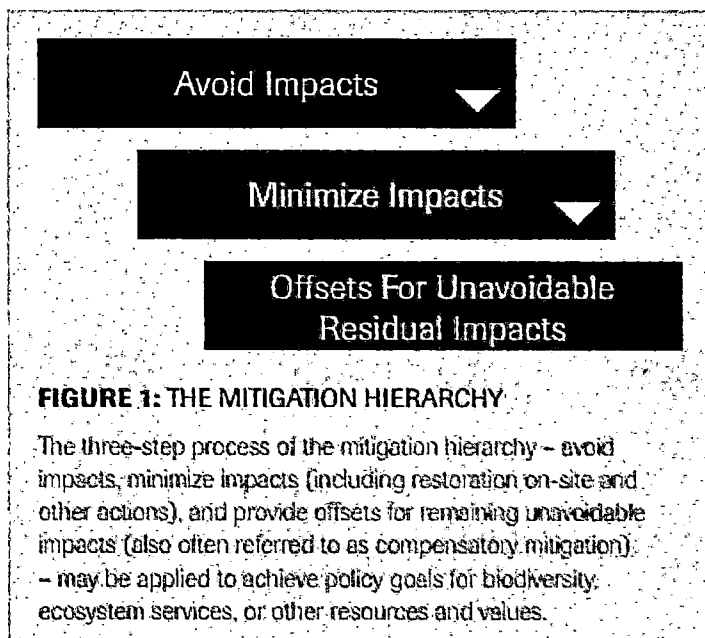 Avoid Impacts
Minimize Impacts
Offsets For Unavoidable
Residual Impacts
FIGURE 1: THE MITIGATION HIERARCHY
The three-step process of the mitigation hierarchy – avoid
impacts, minimize impacts (including restoration on-site and
other actions), and provide offsets for remaining unavoidable
impacts (also often referred to as compensatory mitigation)
– may be applied to achieve policy goals for biodiversity,
ecosystem services, or other resources and values.